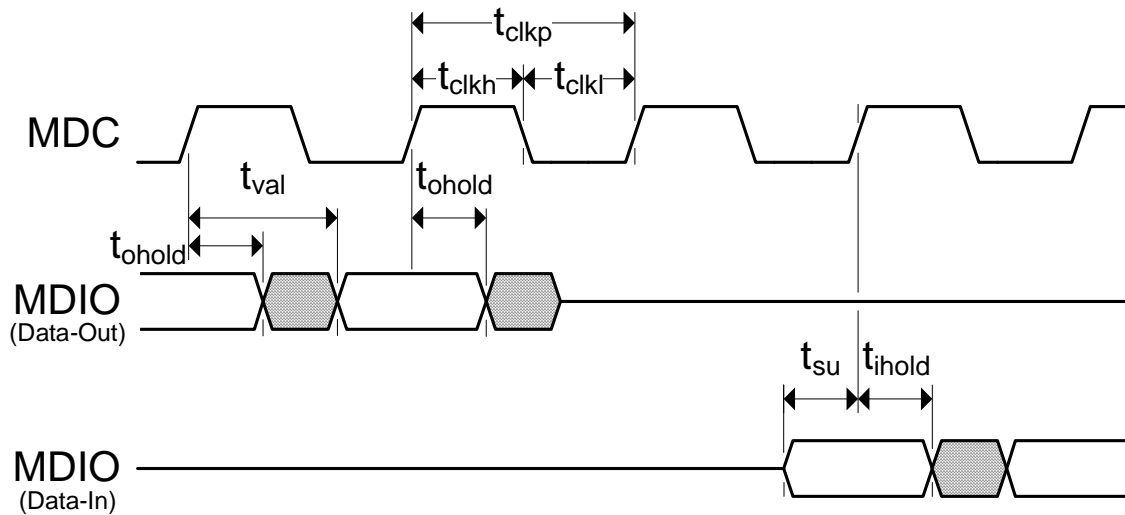 tclkp
tclkh tclkl
MDC
tval tohold
tohold
MDIO
(Data-Out)
tsu tihold
MDIO
(Data-In)